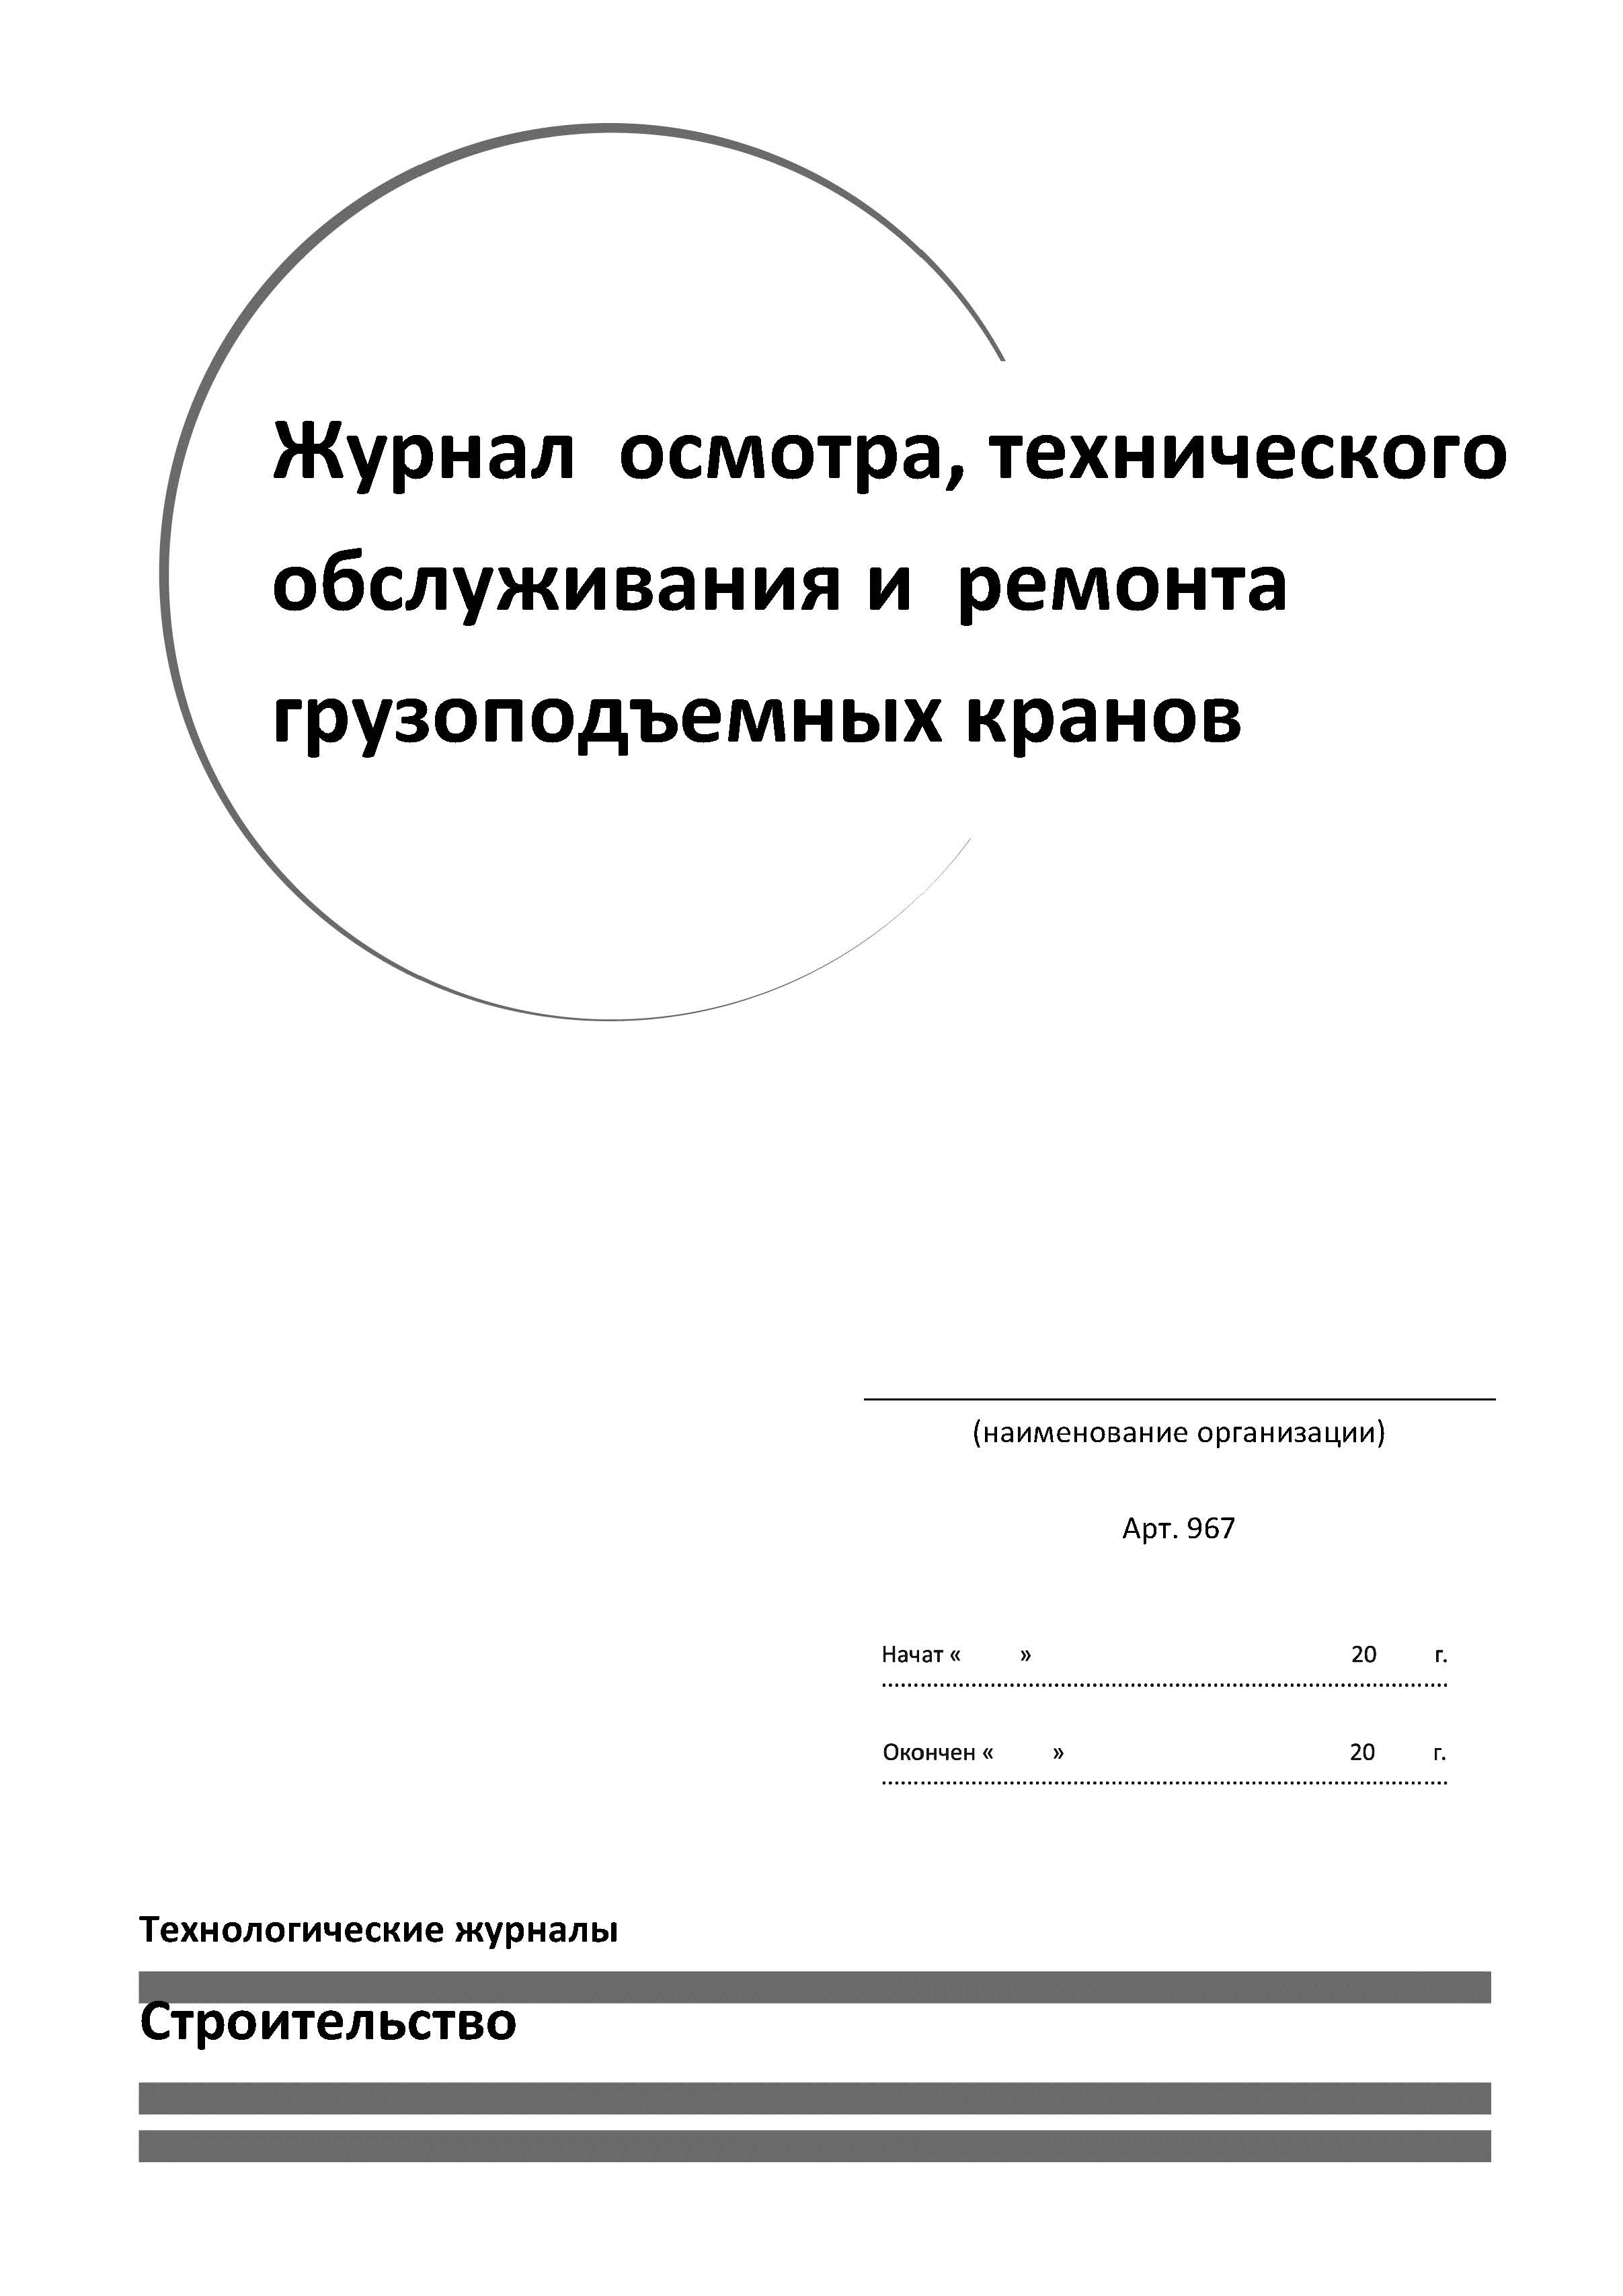 Журнал осмотра, технического
обслуживания и ремонта
грузоподъемных кранов
(наименование организации)
Арт. 967
Начат « » 20 г.
Окончен « » 20 г.
Технологические журналы
Строительство